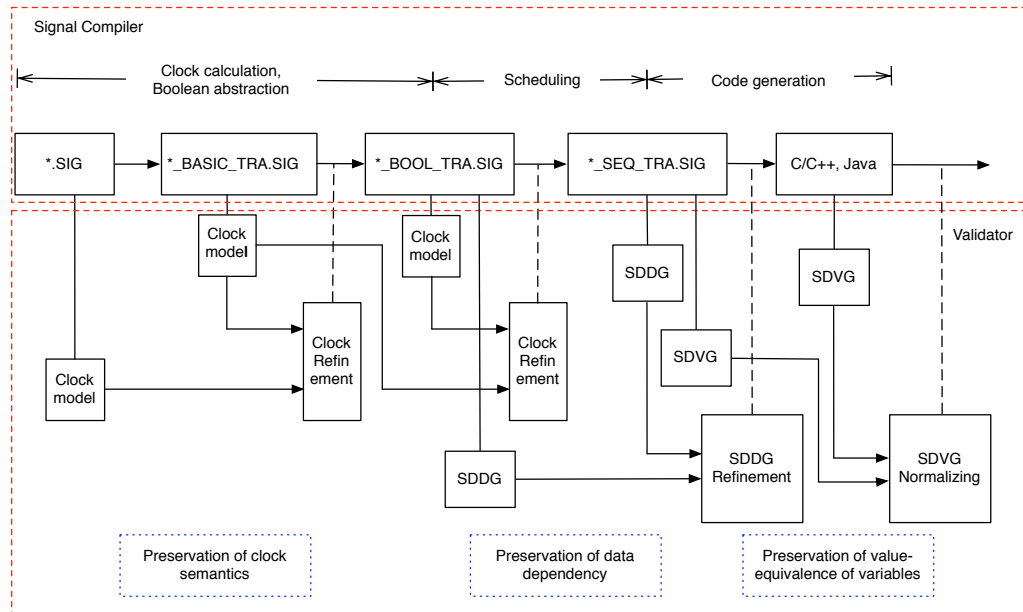 Signal Compiler
Clock calculation,
Boolean abstraction
Scheduling
Code generation
*.SIG
*_BASIC_TRA.SIG
*_BOOL_TRA.SIG
*_SEQ_TRA.SIG
C/C++, Java
Validator
Clock
model
Clock
model
SDDG
SDVG
Clock
Refin
ement
Clock
Refin
ement
SDVG
Clock
model
SDDG
SDDG
Refinement
SDVG
Normalizing
Preservation of clock
semantics
Preservation of data
dependency
Preservation of value-
equivalence of variables